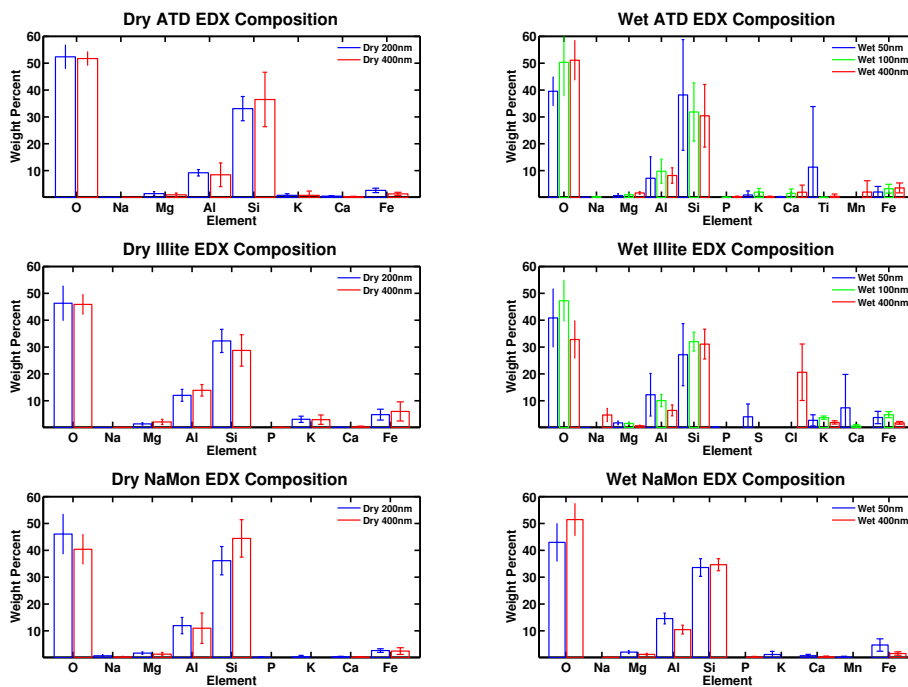 Dry ATD EDX Composition
60
50
40
30
20
10
Weight Percent
Dry 200nm
Dry 400nm
O Na Mg Al Si K Ca Fe
Element
Wet ATD EDX Composition
60
50
40
30
20
10
Weight Percent
Wet 50nm
Wet 100nm
Wet 400nm
O Na Mg Al Si P K Ca Ti Mn Fe
Element
Dry Illite EDX Composition
60
50
40
30
20
10
Weight Percent
Dry 200nm
Dry 400nm
O Na Mg Al Si P K Ca Fe
Element
Wet Illite EDX Composition
60
50
40
30
20
10
Weight Percent
Wet 50nm
Wet 100nm
Wet 400nm
O Na Mg Al Si P S Cl K Ca Fe
Element
Dry NaMon EDX Composition
60
50
40
30
20
10
Weight Percent
Dry 200nm
Dry 400nm
O Na Mg Al Si P K Ca Fe
Element
Wet NaMon EDX Composition
60
50
40
30
20
10
Weight Percent
Wet 50nm
Wet 400nm
O Na Mg Al Si P K Ca Mn Fe
Element